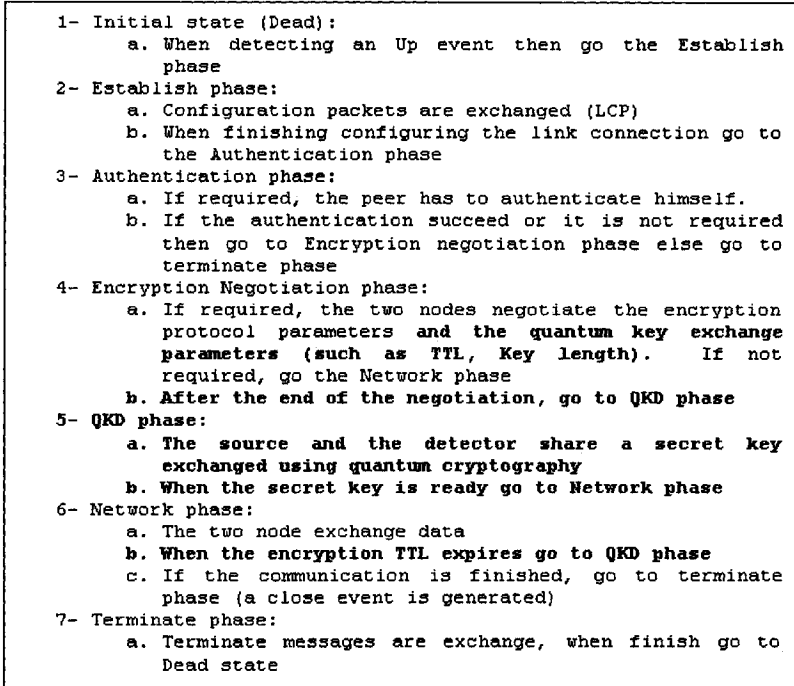 1- Initial state (Dead):
a. When detecting an Up event then go the Establish
phase
2- Establish phase:
a. Configuration packets are exchanged (LCP)
b. When finishing configuring the link connection go to
the Authentication phase
3- Authentication phase:
a. If required, the peer has to authenticate himself.
b. If the authentication succeed or it is not required
then go to Encryption negotiation phase else go to
terminate phase
4- Encryption Negotiation phase:
a. If required, the two nodes negotiate the encryption
protocol parameters and the quantum key exchange
parameters (such as TTL, Key length). If not
required, go the Network phase
b. After the end of the negotiation, go to QKD phase
5- QKD phase:
a. The source and the detector share a secret key
exchanged using quantum cryptography
b. When the secret key is ready go to Network phase
6- Network phase:
a. The two node exchange data
b. When the encryption TTL expires go to QKD phase
c. If the communication is finished, go to terminate
phase (a close event is generated)
7- Terminate phase:
a. Terminate messages are exchange, when finish go to
Dead state